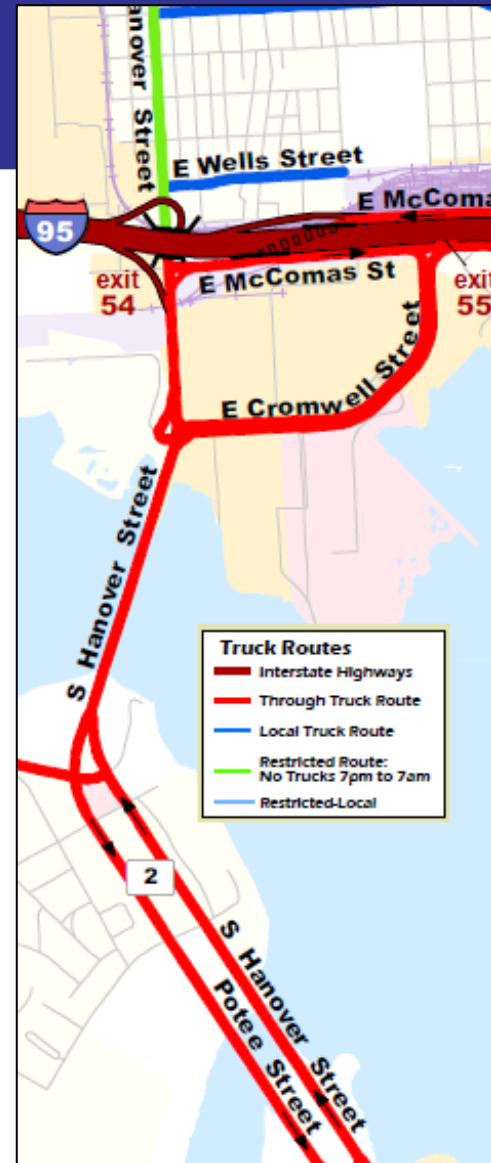 anover Street
E Wells Street
95
E McComa
exit
54
E McComas St
exit
55
E Cromwell Street
S Hanover Street
Truck Routes
Interstate Highways
Through Truck Route
Local Truck Route
Restricted Route:
No Trucks 7pm to 7am
Restricted-Local
2
S Hanover Street
Potee Street